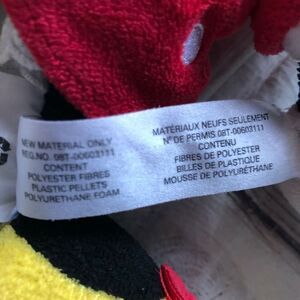 NEW MATERIAL ONLY
REG.NO. 08T-00603111
CONTENT
POLYESTER FIBRES
PLASTIC PELLETS
POLYURETHANE FOAM
MATÉRIAUX NEUFS SEULEMENT
N° DE PERMIS 08T-00603111
CONTENU
FIBRES DE POLYESTER
BILLES DE PLASTIQUE
MOUSSE DE POLYURÉTHANE